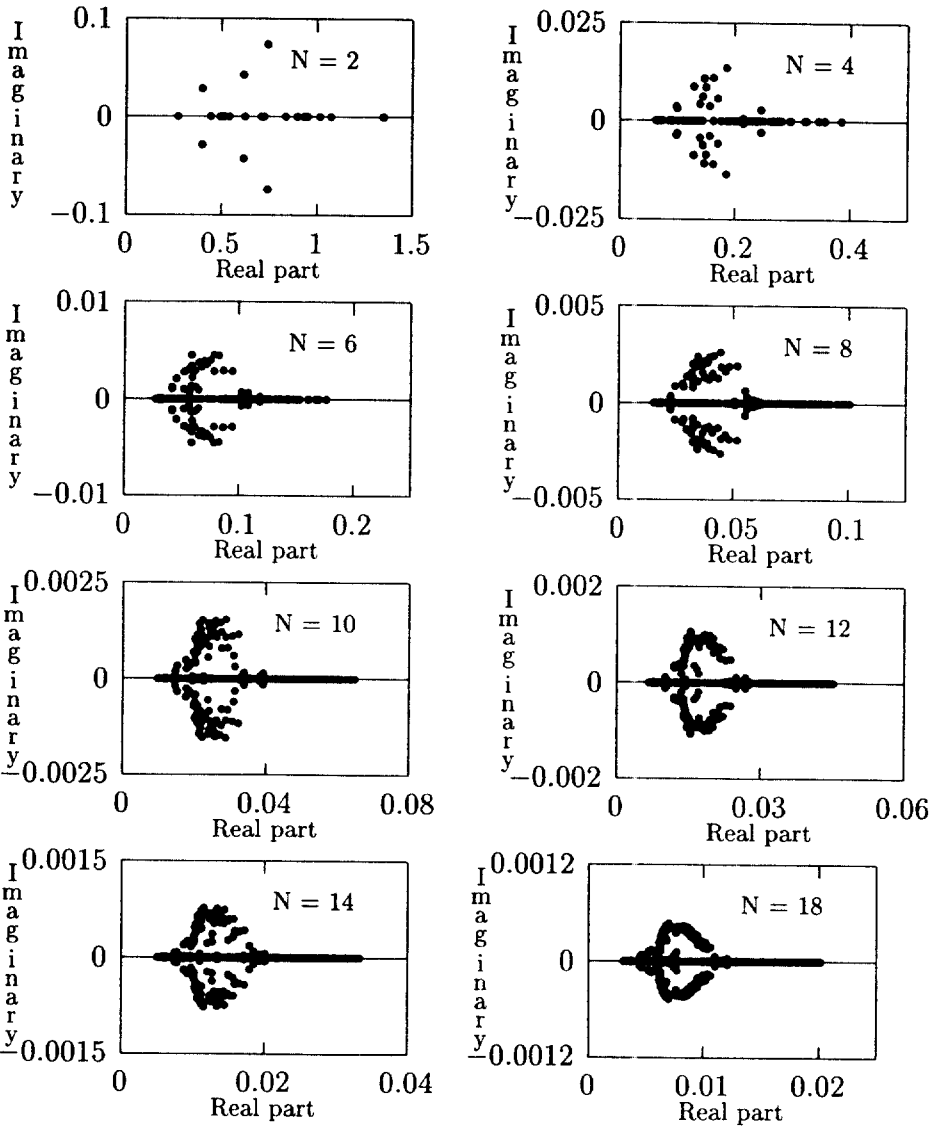 0.1
Imaginary
N = 2
0
−0.1
0 0.5 1 1.5
Real part
0.025
Imaginary
N = 4
0
−0.025
0 0.2 0.4
Real part
0.01
Imaginary
N = 6
0
−0.01
0 0.1 0.2
Real part
0.005
Imaginary
N = 8
0
−0.005
0 0.05 0.1
Real part
0.0025
Imaginary
N = 10
0
−0.0025
0 0.04 0.08
Real part
0.002
Imaginary
N = 12
0
−0.002
0 0.03 0.06
Real part
0.0015
Imaginary
N = 14
0
−0.0015
0 0.02 0.04
Real part
0.0012
Imaginary
N = 18
0
−0.0012
0 0.01 0.02
Real part